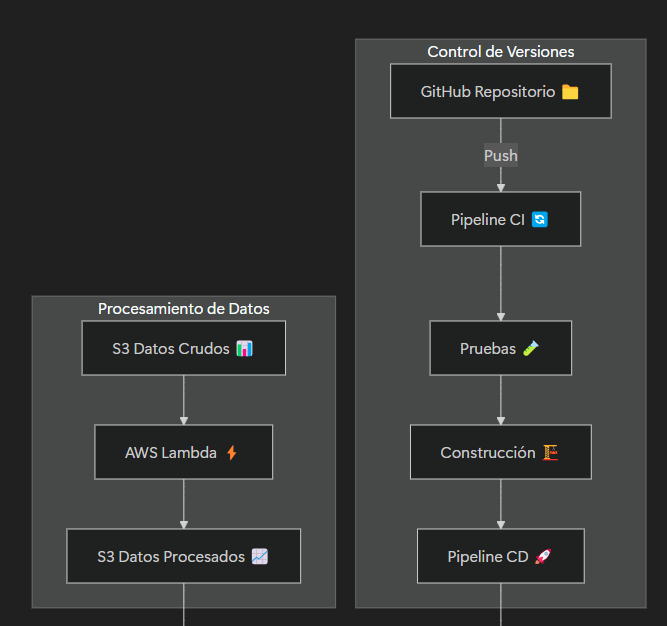 Control de Versiones
GitHub Repositorio
Push
Pipeline CI
Pruebas
Construcción
Pipeline CD
Procesamiento de Datos
S3 Datos Crudos
AWS Lambda
S3 Datos Procesados